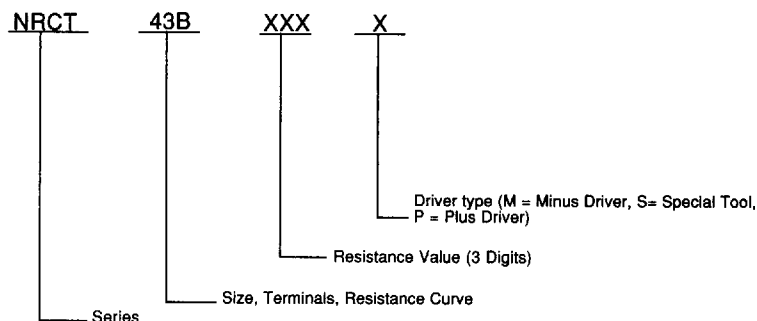 NRCT 43B XXX X
Driver type (M = Minus Driver, S= Special Tool,
P = Plus Driver)
Resistance Value (3 Digits)
Size, Terminals, Resistance Curve
Series